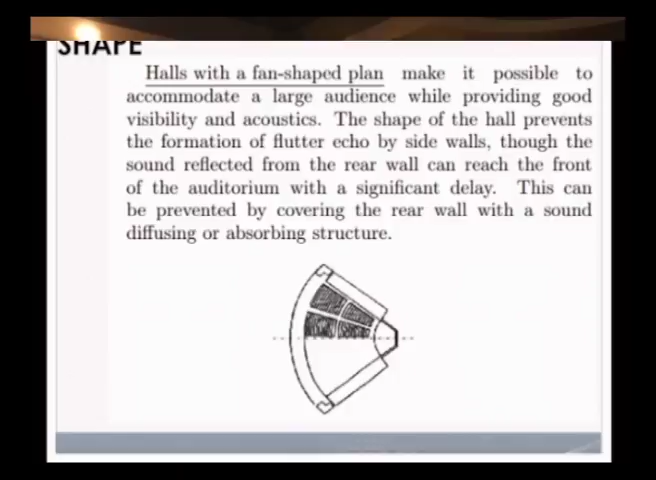 SHAPE
Halls with a fan-shaped plan make it possible to
accommodate a large audience while providing good
visibility and acoustics. The shape of the hall prevents
the formation of flutter echo by side walls, though the
sound reflected from the rear wall can reach the front
of the auditorium with a significant delay. This can
be prevented by covering the rear wall with a sound
diffusing or absorbing structure.